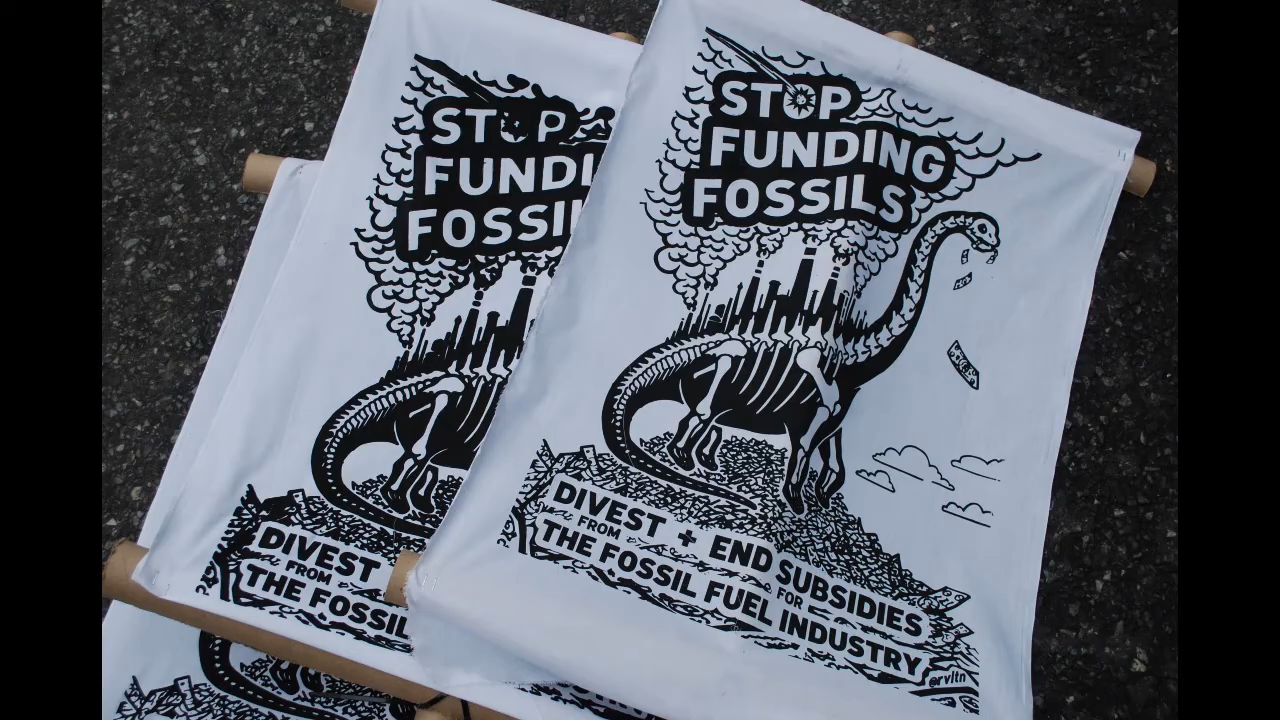 STOP
FUNDING
FOSSILS
DIVEST + END SUBSIDIES
FROM FOR
THE FOSSIL FUEL INDUSTRY
@rvltn
STOP
FUNDI
FOSSIL
DIVEST
FROM
THE FOSSIL